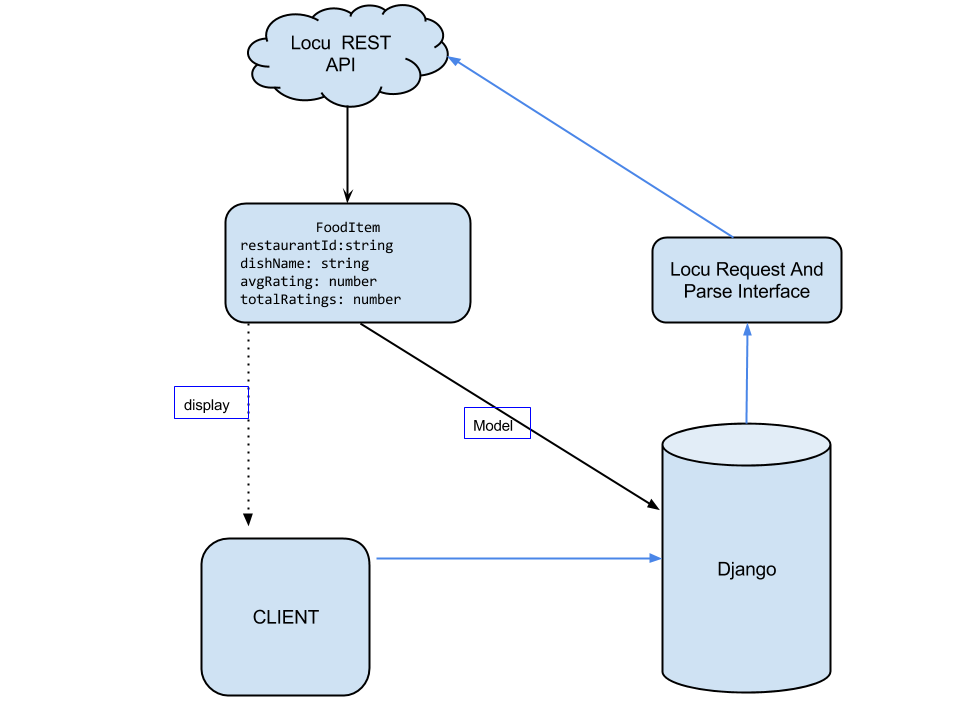 Locu REST
API
FoodItem
restaurantId:string
dishName: string
avgRating: number
totalRatings: number
Locu Request And
Parse Interface
display
Model
Django
CLIENT